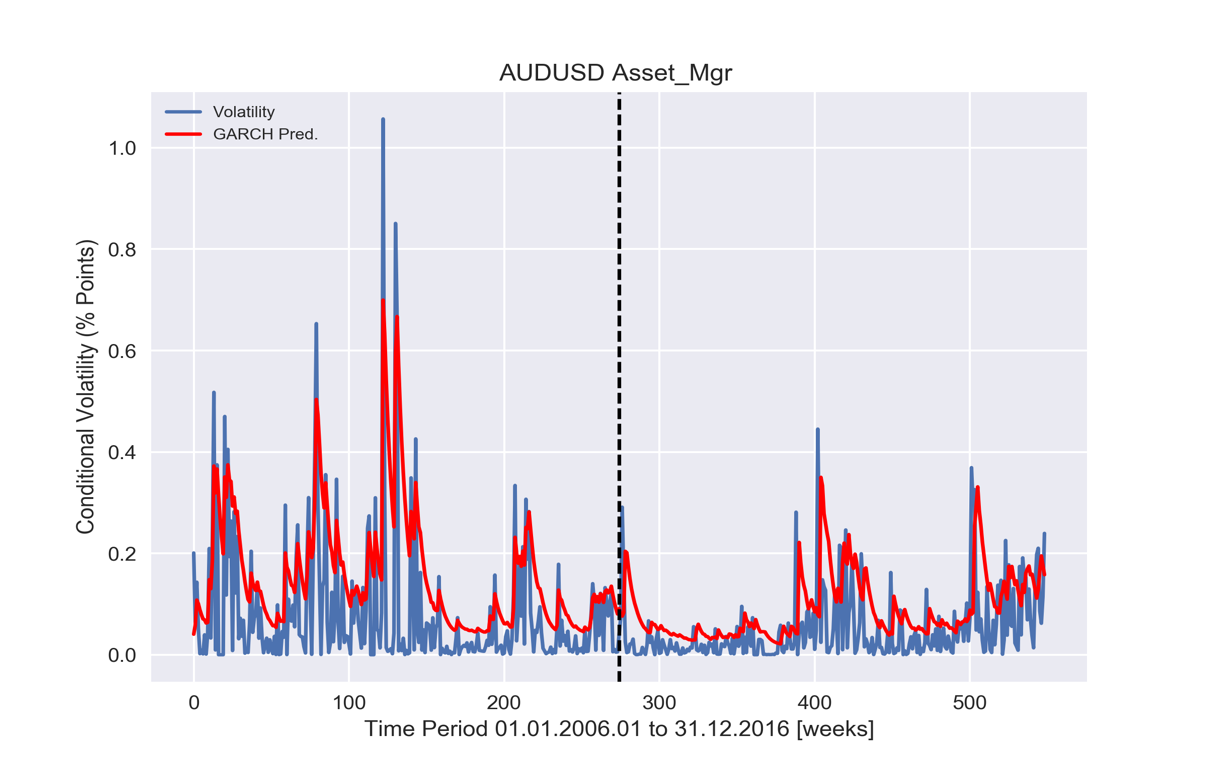 AUDUSD Asset_Mgr
Volatility
GARCH Pred.
Conditional Volatility (% Points)
1.0
0.8
0.6
0.4
0.2
0.0
0 100 200 300 400 500
Time Period 01.01.2006.01 to 31.12.2016 [weeks]